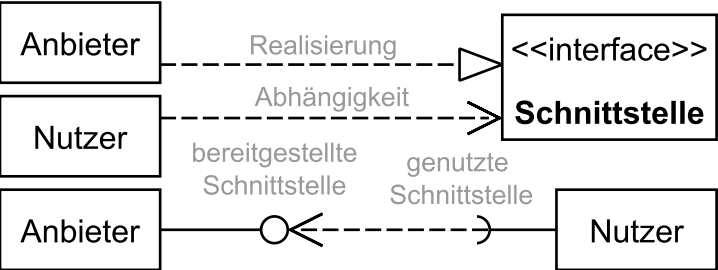 Anbieter
Realisierung
<<interface>>
Schnittstelle
Abhängigkeit
Nutzer
bereitgestellte
Schnittstelle
genutzte
Schnittstelle
Anbieter
Nutzer